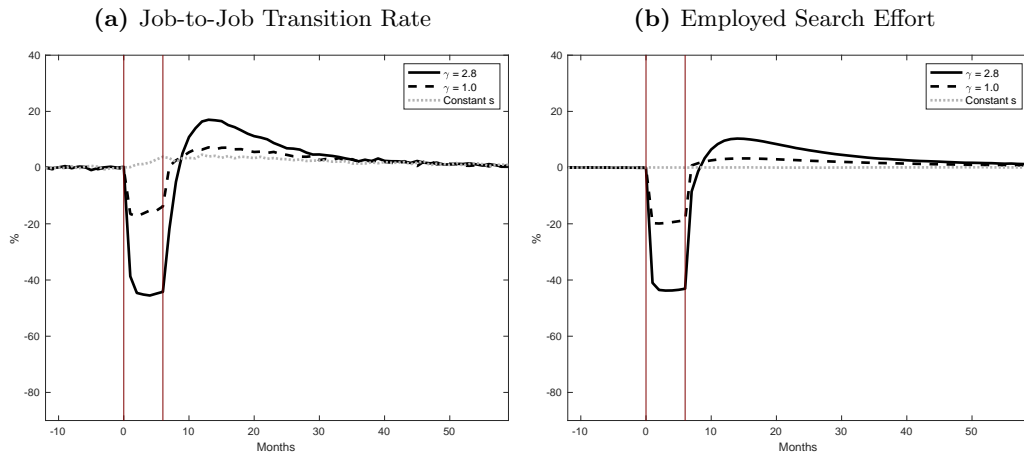 (a) Job-to-Job Transition Rate
40
20
0
-20
-40
-60
-80
%
-10 0 10 20 30 40 50
Months
γ = 2.8
γ = 1.0
Constant s
(b) Employed Search Effort
40
20
0
-20
-40
-60
-80
%
-10 0 10 20 30 40 50
Months
γ = 2.8
γ = 1.0
Constant s